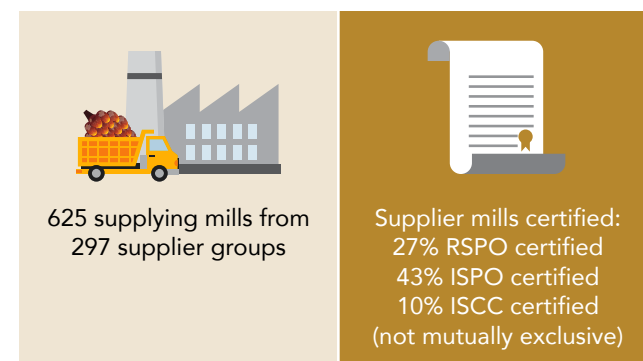 625 supplying mills from
297 supplier groups
Supplier mills certified:
27% RSPO certified
43% ISPO certified
10% ISCC certified
(not mutually exclusive)